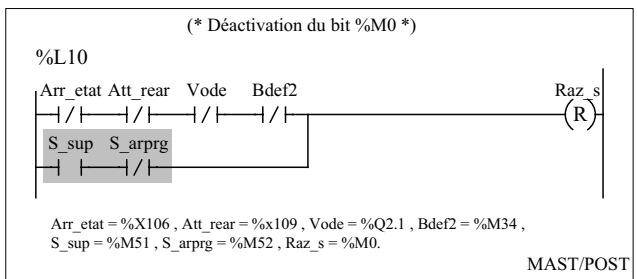 (* Déactivation du bit %M0 *)
%L10
Arr_etat Att_rear Vode Bdef2 Raz_s
(R)
S_sup S_arprg
Arr_etat = %X106 , Att_rear = %x109 , Vode = %Q2.1 , Bdef2 = %M34 ,
S_sup = %M51 , S_arprg = %M52 , Raz_s = %M0.
MAST/POST